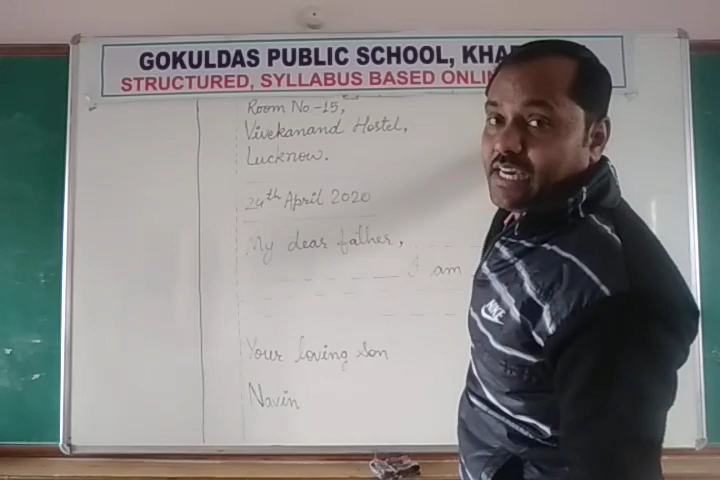 GOKULDAS PUBLIC SCHOOL, KHA
STRUCTURED, SYLLABUS BASED ONLIN
Room No-15,
Vivekanand Hostel,
Lucknow.
24th April 2020
My dear father,
I am
Your loving son
Navin
NIKE